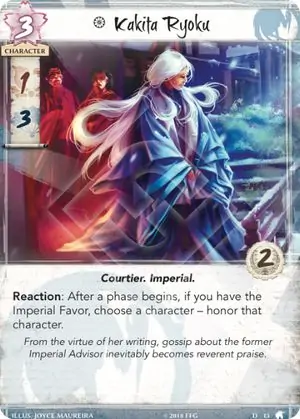 3
Kakita Ryoku
CHARACTER
1
3
2
Courtier. Imperial.
Reaction: After a phase begins, if you have the
Imperial Favor, choose a character – honor that
character.
From the virtue of her writing, gossip about the former
Imperial Advisor inevitably becomes reverent praise.
ILLUS: JOYCE MAUREIRA
© 2018 FFG